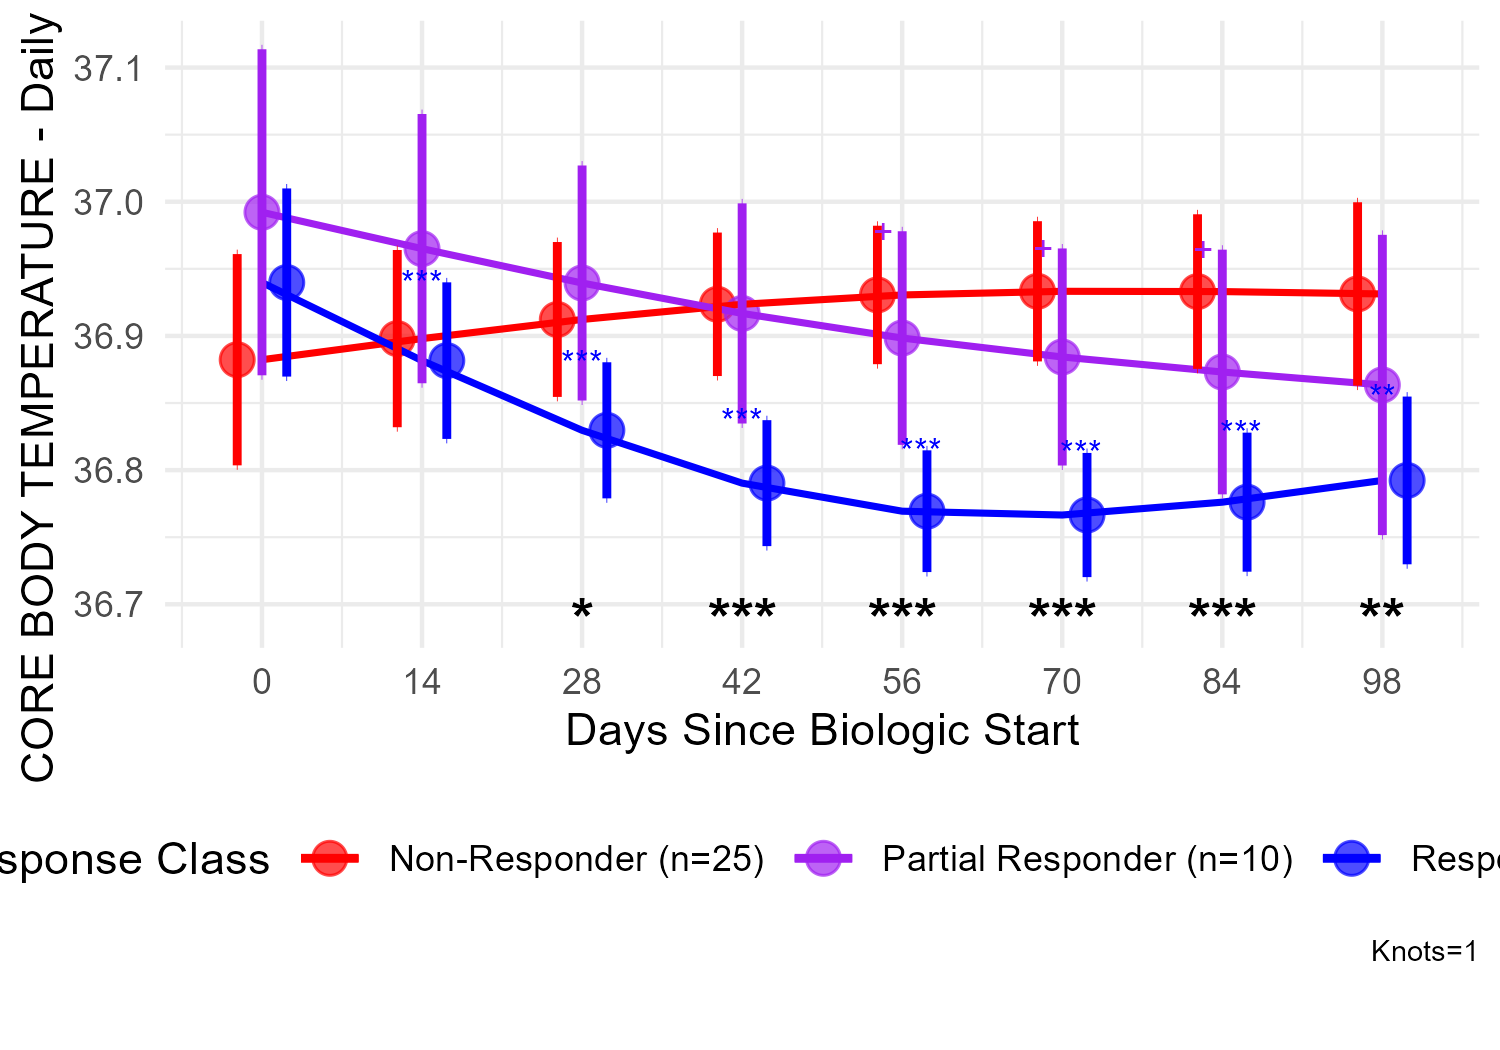 CORE BODY TEMPERATURE - Daily
37.1
37.0
36.9
36.8
36.7
+ + +
*** *** *** *** *** *** **
* *** *** *** *** **
0 14 28 42 56 70 84 98
Days Since Biologic Start
sponse Class Non-Responder (n=25) Partial Responder (n=10) Resp
Knots=1